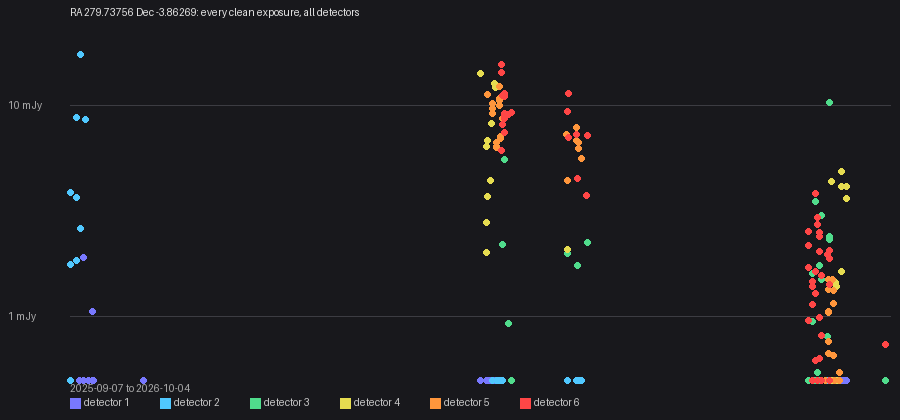 RA 279.73756 Dec -3.86269: every clean exposure, all detectors
10 mJy
1 mJy
2025-09-07 to 2026-10-04
detector 1 detector 2 detector 3 detector 4 detector 5 detector 6